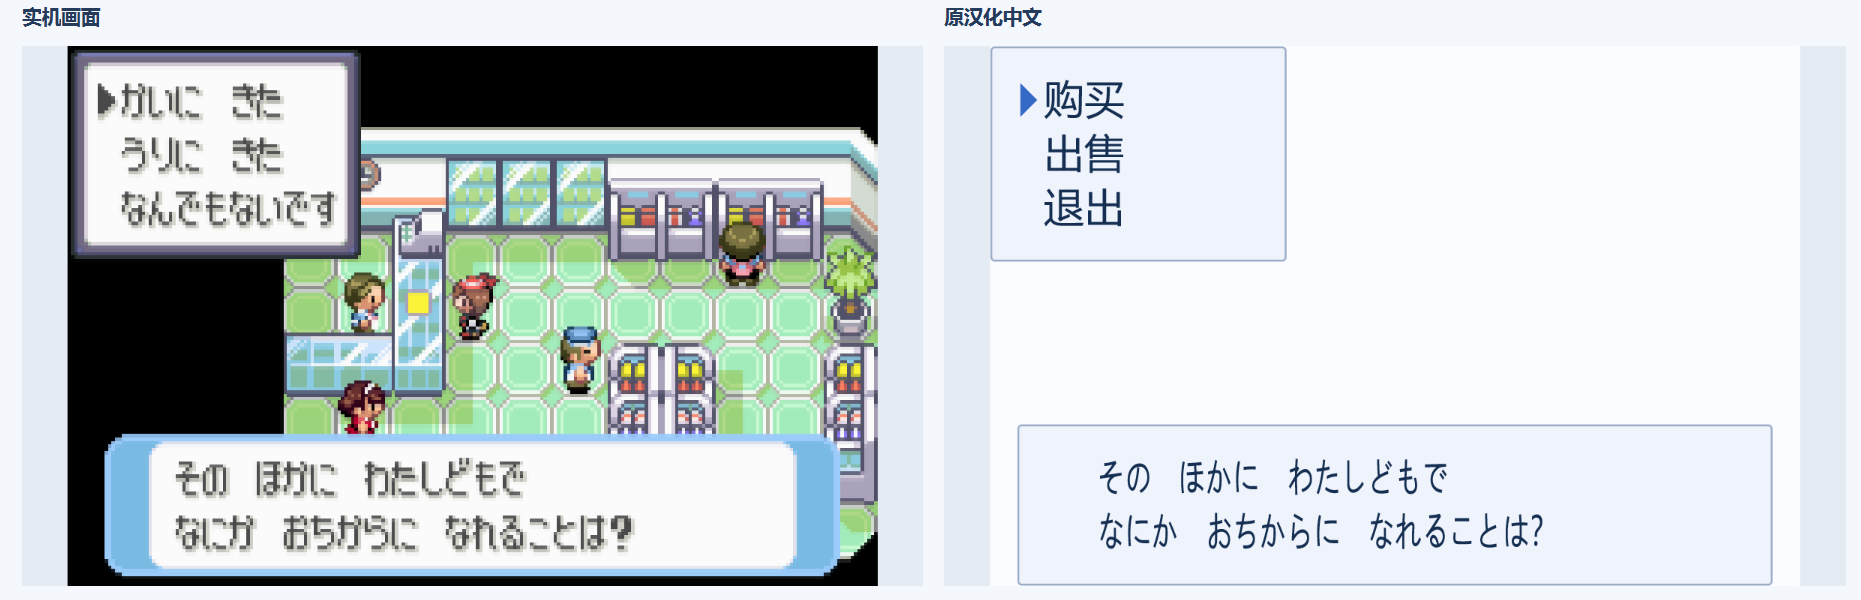 实机画面
▶かいに　きた
うりに　きた
なんでもないです
その　ほかに　わたしどもで
なにか　おちからに　なれることは?
原汉化中文
▶购买
出售
退出
その　ほかに　わたしどもで
なにか　おちからに　なれることは?